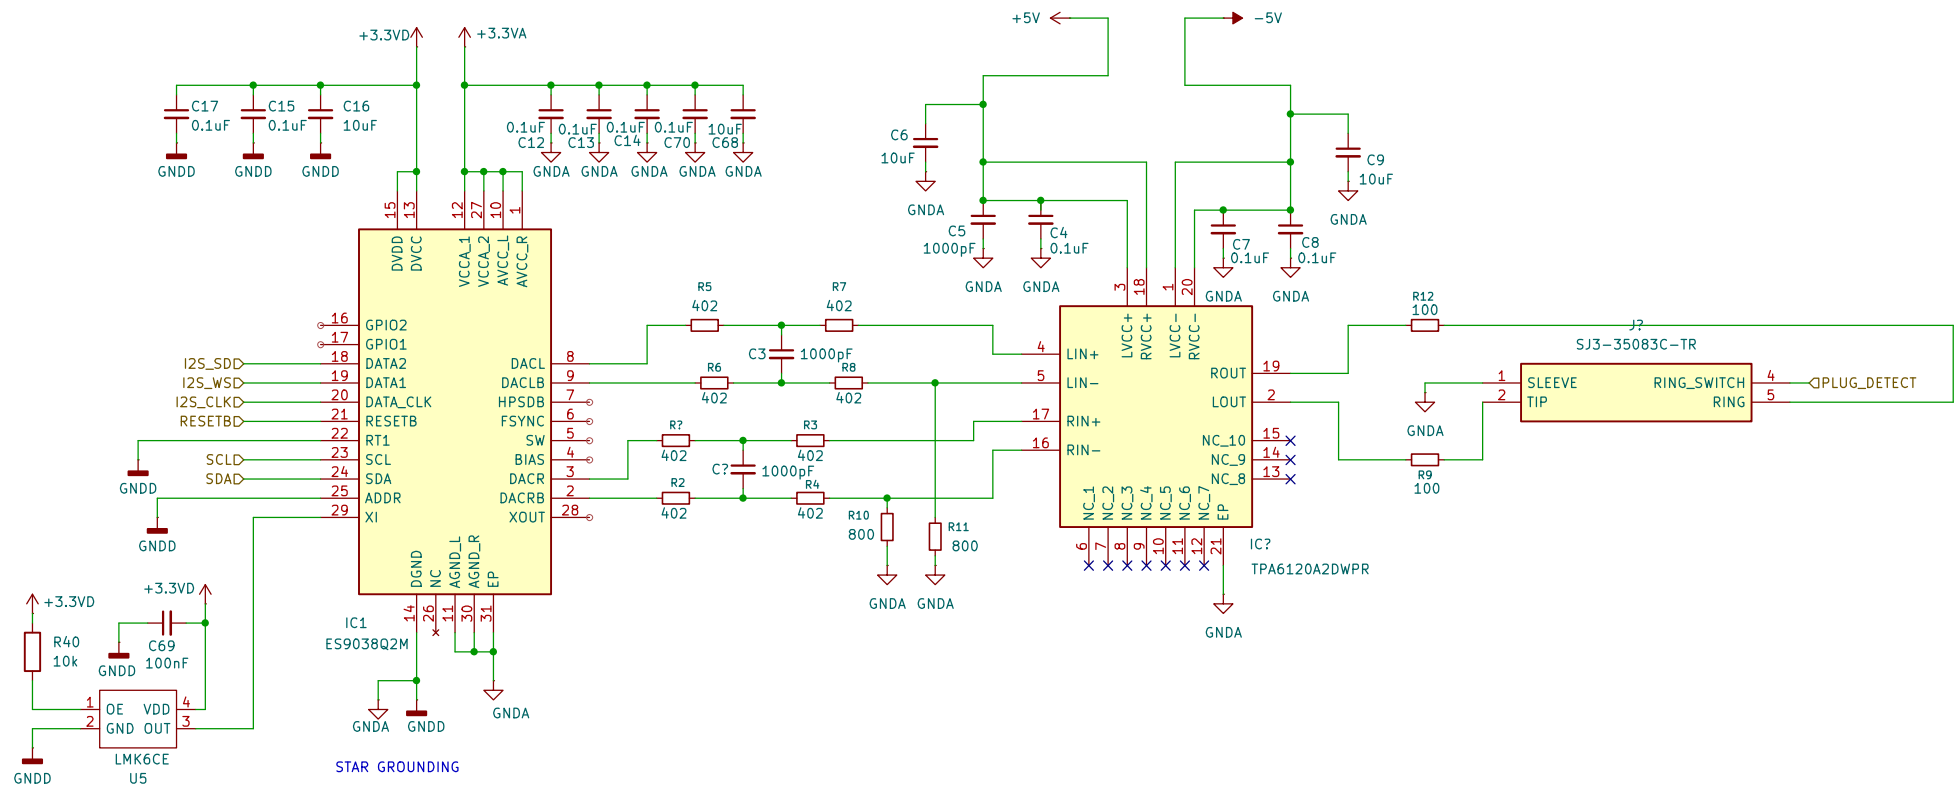 +5V
-5V
+3.3VD
+3.3VA
C17
0.1uF
GNDD
C15
0.1uF
GNDD
C16
10uF
GNDD
0.1uF
C12
GNDA
0.1uF
C13
GNDA
0.1uF
C14
GNDA
0.1uF
C70
GNDA
10uF
C68
GNDA
C6
10uF
GNDA
C5
1000pF
GNDA
C4
0.1uF
GNDA
C9
10uF
GNDA
C7
0.1uF
GNDA
C8
0.1uF
GNDA
15
13
12
27
10
1
DVDD
DVCC
VCCA_1
VCCA_2
AVCC_L
AVCC_R
16 GPIO2
17 GPIO1
I2S_SD 18 DATA2
I2S_WS 19 DATA1
I2S_CLK 20 DATA_CLK
RESETB 21 RESETB
22 RT1
SCL 23 SCL
SDA 24 SDA
25 ADDR
29 XI
GNDD
GNDD
DACL 8
DACLB 9
HPSDB 7
FSYNC 6
SW 5
BIAS 4
DACR 3
DACRB 2
XOUT 28
DGND
NC
AGND_L
AGND_R
EP
14
26
11
30
31
IC1
ES9038Q2M
GNDA
GNDD
GNDA
STAR GROUNDING
+3.3VD
+3.3VD
R40
10k
C69
100nF
GNDD
1 OE VDD 4
2 GND OUT 3
LMK6CE
U5
GNDD
R5
402
R7
402
C3
1000pF
R6
402
R8
402
R?
402
R3
402
C?
1000pF
R2
402
R4
402
R10
800
GNDA
R11
800
GNDA
3
18
1
20
LVCC+
RVCC+
LVCC-
RVCC-
4 LIN+
5 LIN-
17 RIN+
16 RIN-
ROUT 19
LOUT 2
NC_10 15
NC_9 14
NC_8 13
NC_1
NC_2
NC_3
NC_4
NC_5
NC_6
NC_7
EP
6
7
8
9
10
11
12
21
IC?
TPA6120A2DWPR
GNDA
R12
100
R9
100
GNDA
J?
SJ3-35083C-TR
1 SLEEVE RING_SWITCH 4 PLUG_DETECT
2 TIP RING 5